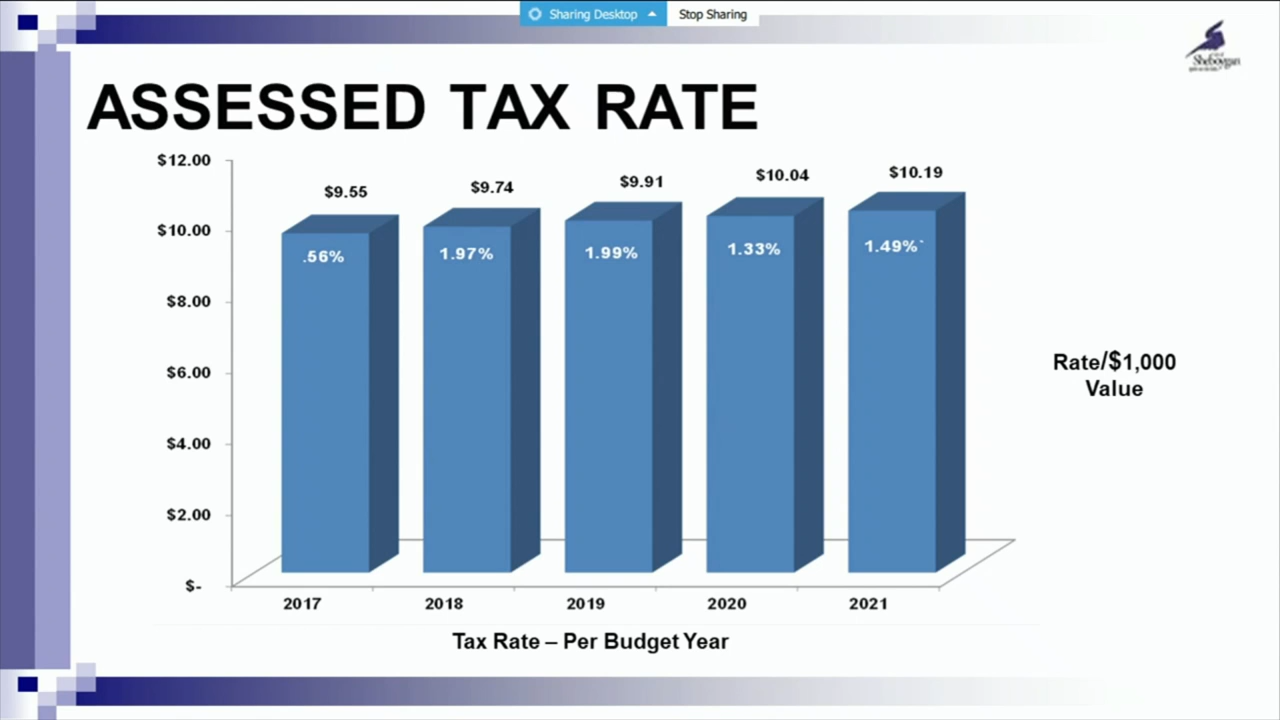 Sharing Desktop Stop Sharing
Sheboygan
ASSESSED TAX RATE
$12.00
$10.00
$8.00
$6.00
$4.00
$2.00
$-
$9.55 $9.74 $9.91 $10.04 $10.19
.56% 1.97% 1.99% 1.33% 1.49%`
2017 2018 2019 2020 2021
Rate/$1,000
Value
Tax Rate – Per Budget Year